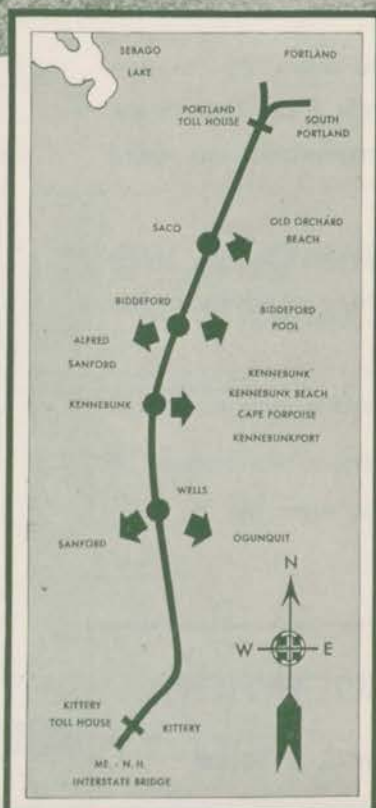 SEBAGO
LAKE
PORTLAND
PORTLAND
TOLL HOUSE
SOUTH
PORTLAND
SACO
OLD ORCHARD
BEACH
BIDDEFORD
BIDDEFORD
POOL
ALFRED
SANFORD
KENNEBUNK
KENNEBUNK
KENNEBUNK BEACH
CAPE PORPOISE
KENNEBUNKPORT
WELLS
SANFORD
OGUNQUIT
N
W
E
KITTERY
TOLL HOUSE
KITTERY
ME. - N. H.
INTERSTATE BRIDGE